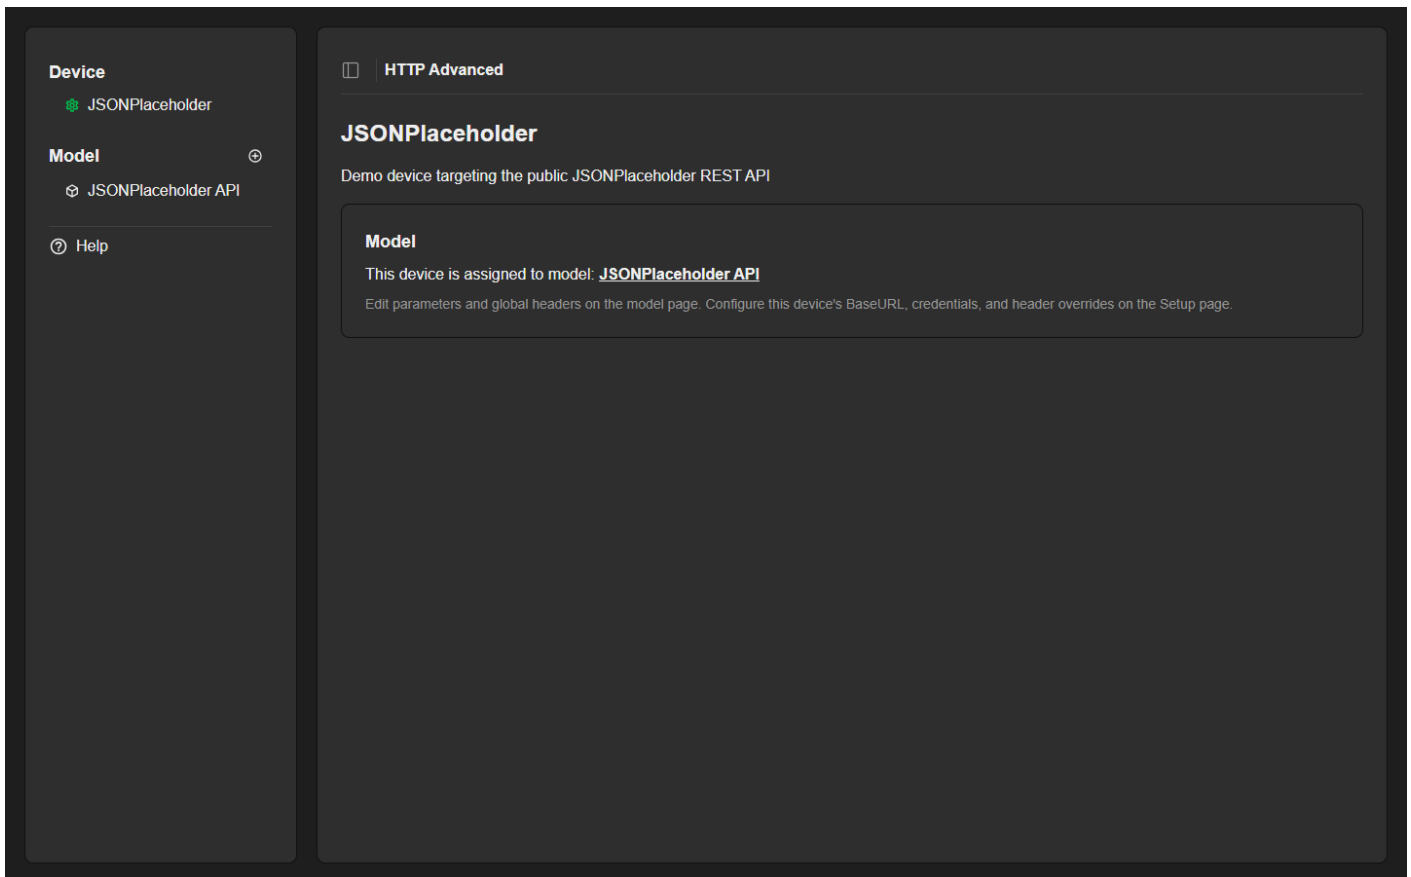 Device
JSONPlaceholder
Model
JSONPlaceholder API
Help
HTTP Advanced
JSONPlaceholder
Demo device targeting the public JSONPlaceholder REST API
Model
This device is assigned to model: JSONPlaceholder API
Edit parameters and global headers on the model page. Configure this device's BaseURL, credentials, and header overrides on the Setup page.